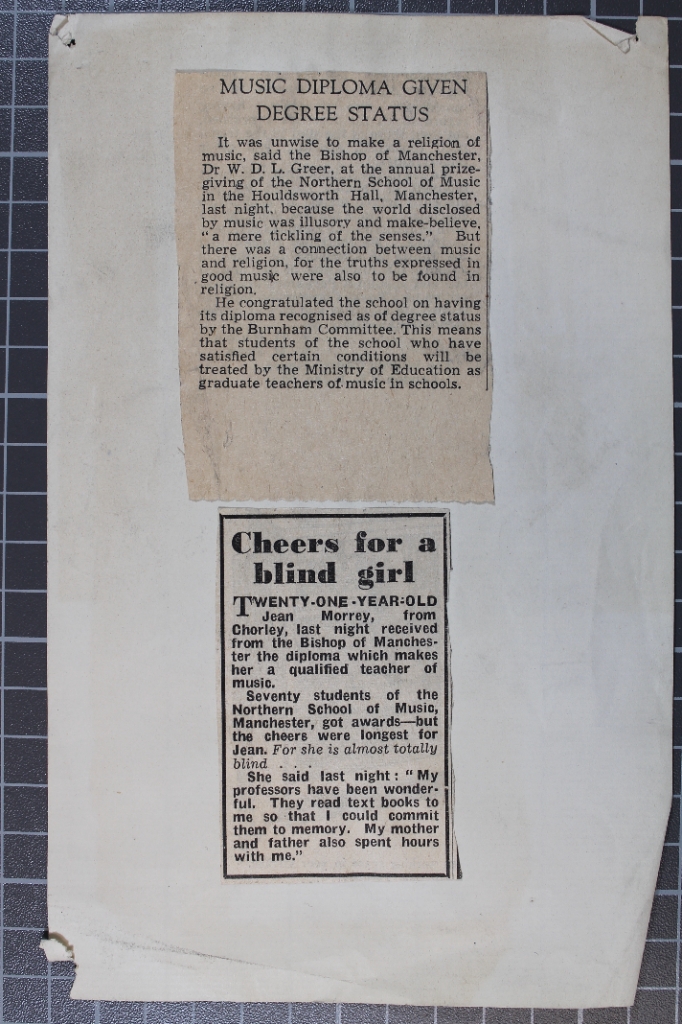 MUSIC DIPLOMA GIVEN
DEGREE STATUS
It was unwise to make a religion of
music, said the Bishop of Manchester,
Dr W. D. L. Greer, at the annual prize-
giving of the Northern School of Music
in the Houldsworth Hall, Manchester,
last night, because the world disclosed
by music was illusory and make-believe,
"a mere tickling of the senses." But
there was a connection between music
and religion, for the truths expressed in
good music were also to be found in
religion.
He congratulated the school on having
its diploma recognised as of degree status
by the Burnham Committee. This means
that students of the school who have
satisfied certain conditions will be
treated by the Ministry of Education as
graduate teachers of music in schools.
Cheers for a
blind girl
TWENTY-ONE-YEAR-OLD
Jean Morrey, from
Chorley, last night received
from the Bishop of Manches-
ter the diploma which makes
her a qualified teacher of
music.
Seventy students of the
Northern School of Music,
Manchester, got awards—but
the cheers were longest for
Jean. For she is almost totally
blind . . .
She said last night: "My
professors have been wonder-
ful. They read text books to
me so that I could commit
them to memory. My mother
and father also spent hours
with me."